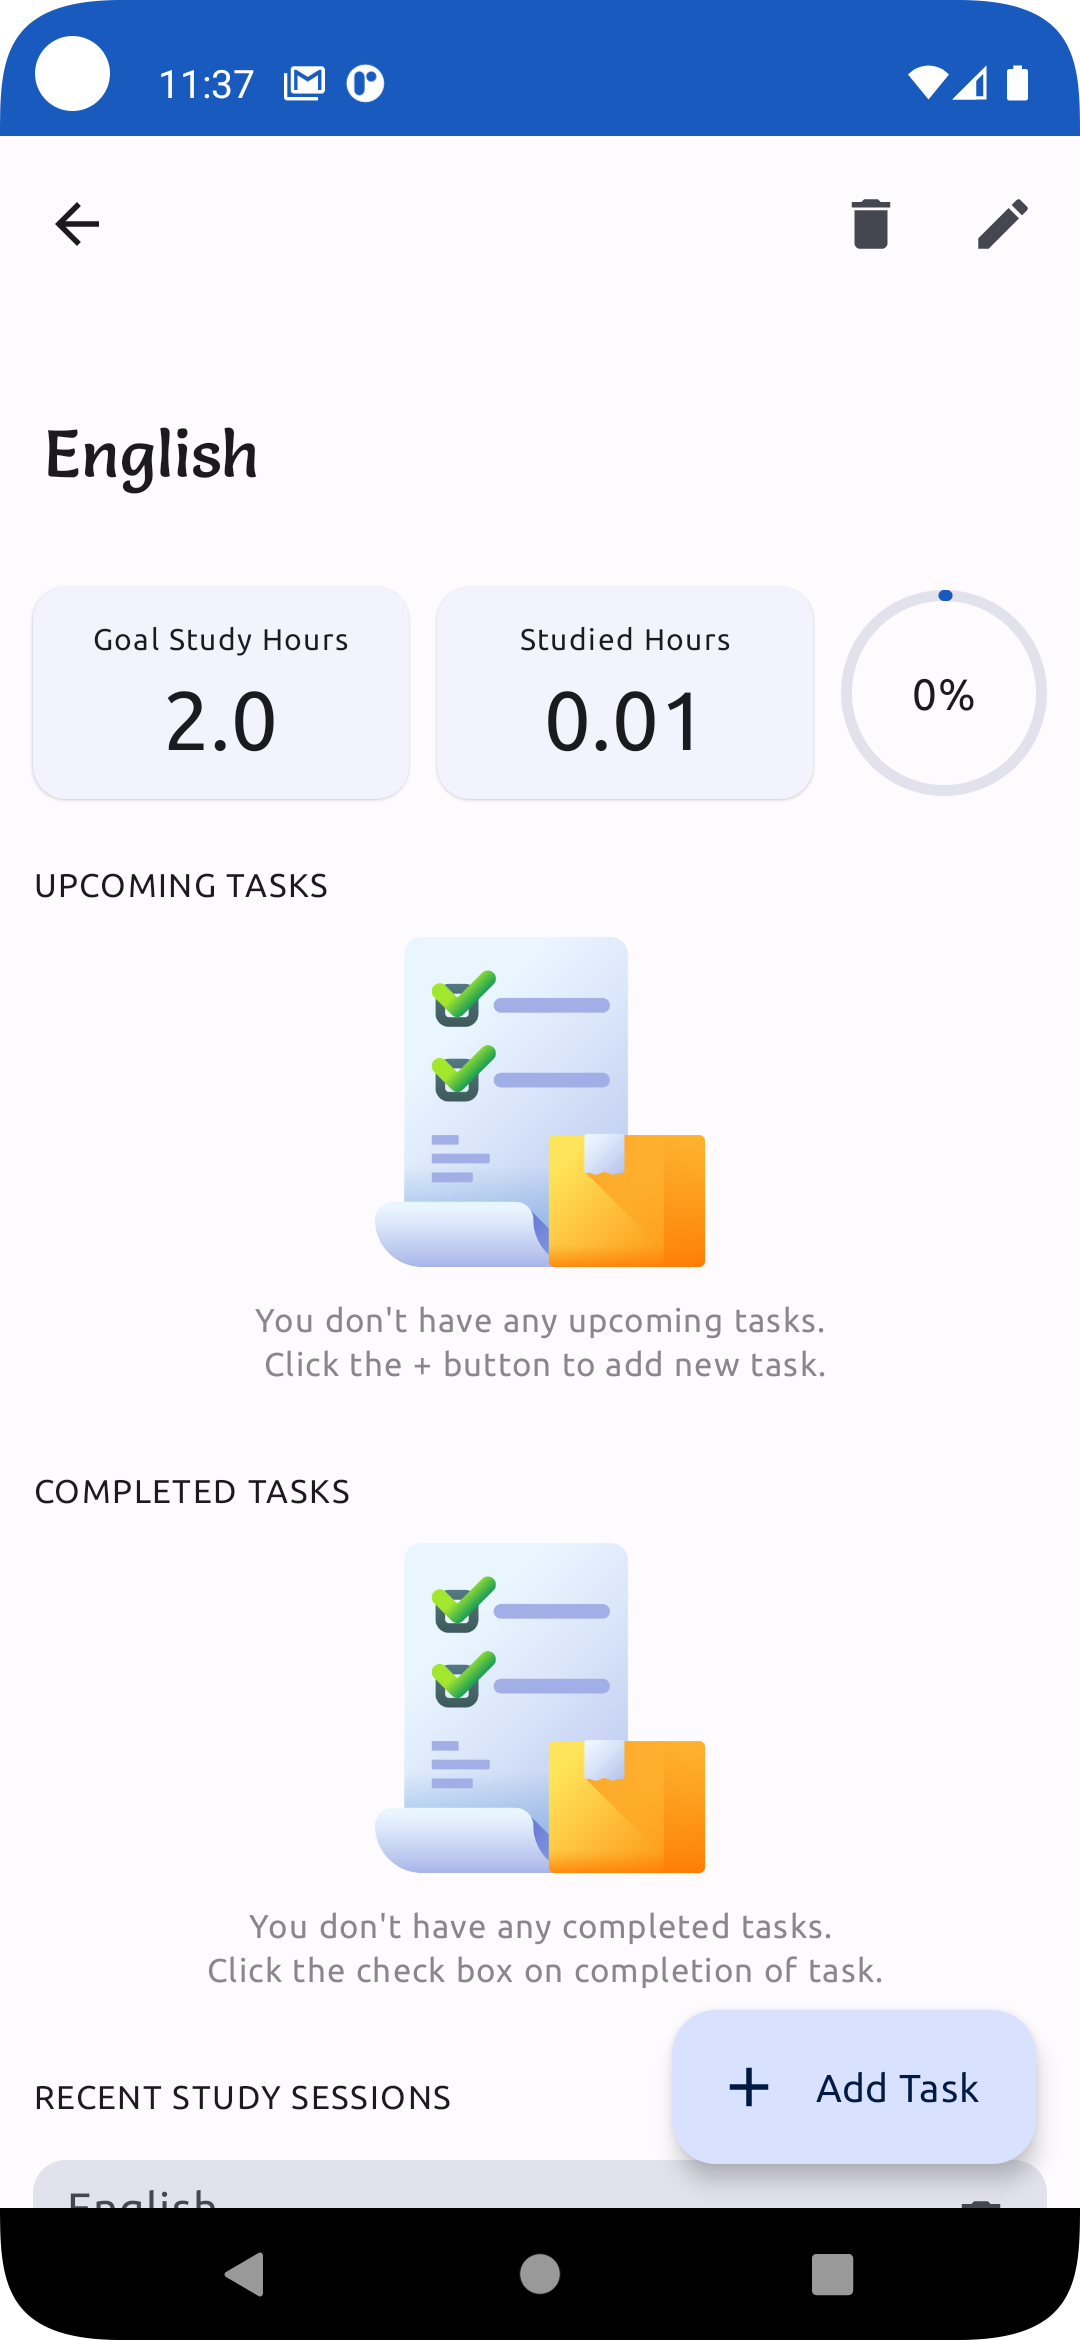 11:37
English
Goal Study Hours
2.0
Studied Hours
0.01
0%
UPCOMING TASKS
You don't have any upcoming tasks.
Click the + button to add new task.
COMPLETED TASKS
You don't have any completed tasks.
Click the check box on completion of task.
RECENT STUDY SESSIONS
Add Task
English